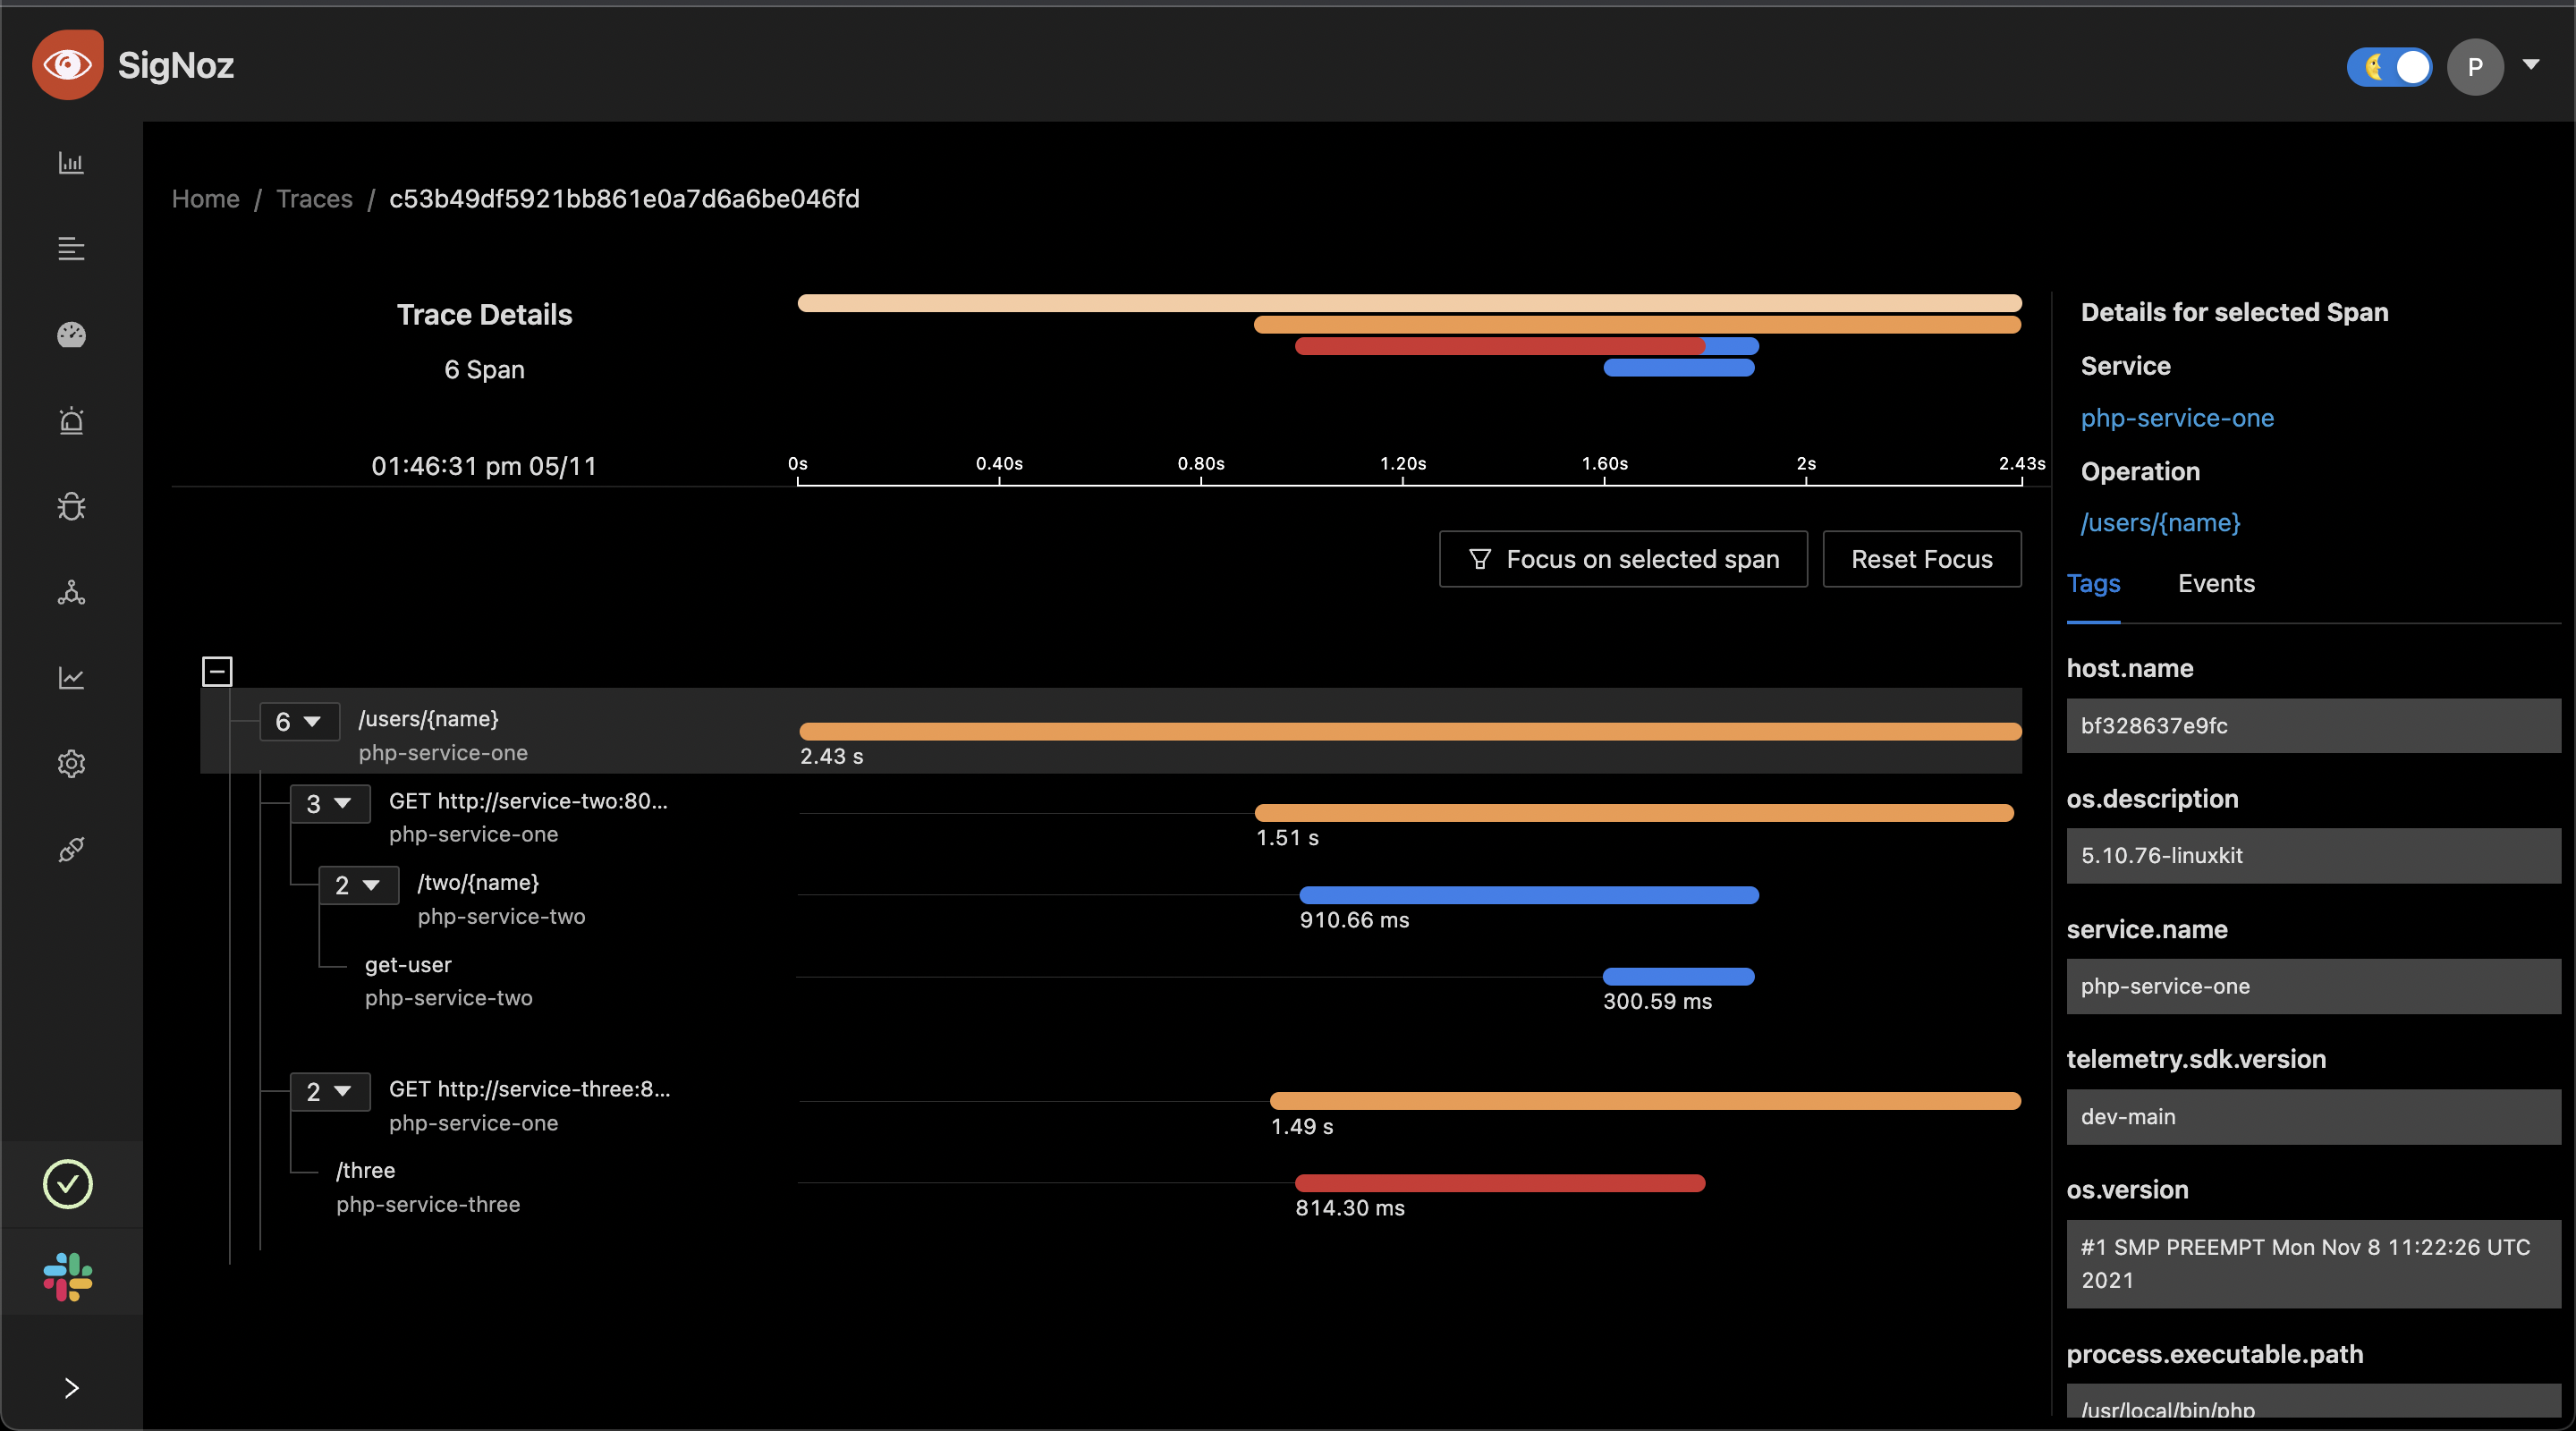 SigNoz
P
Home / Traces / c53b49df5921bb861e0a7d6a6be046fd
Trace Details
6 Span
01:46:31 pm 05/11
0s 0.40s 0.80s 1.20s 1.60s 2s 2.43s
Focus on selected span
Reset Focus
6 /users/{name}
php-service-one
2.43 s
3 GET http://service-two:80...
php-service-one
1.51 s
2 /two/{name}
php-service-two
910.66 ms
get-user
php-service-two
300.59 ms
2 GET http://service-three:8...
php-service-one
1.49 s
/three
php-service-three
814.30 ms
Details for selected Span
Service
php-service-one
Operation
/users/{name}
Tags Events
host.name
bf328637e9fc
os.description
5.10.76-linuxkit
service.name
php-service-one
telemetry.sdk.version
dev-main
os.version
#1 SMP PREEMPT Mon Nov 8 11:22:26 UTC
2021
process.executable.path
/usr/local/bin/php